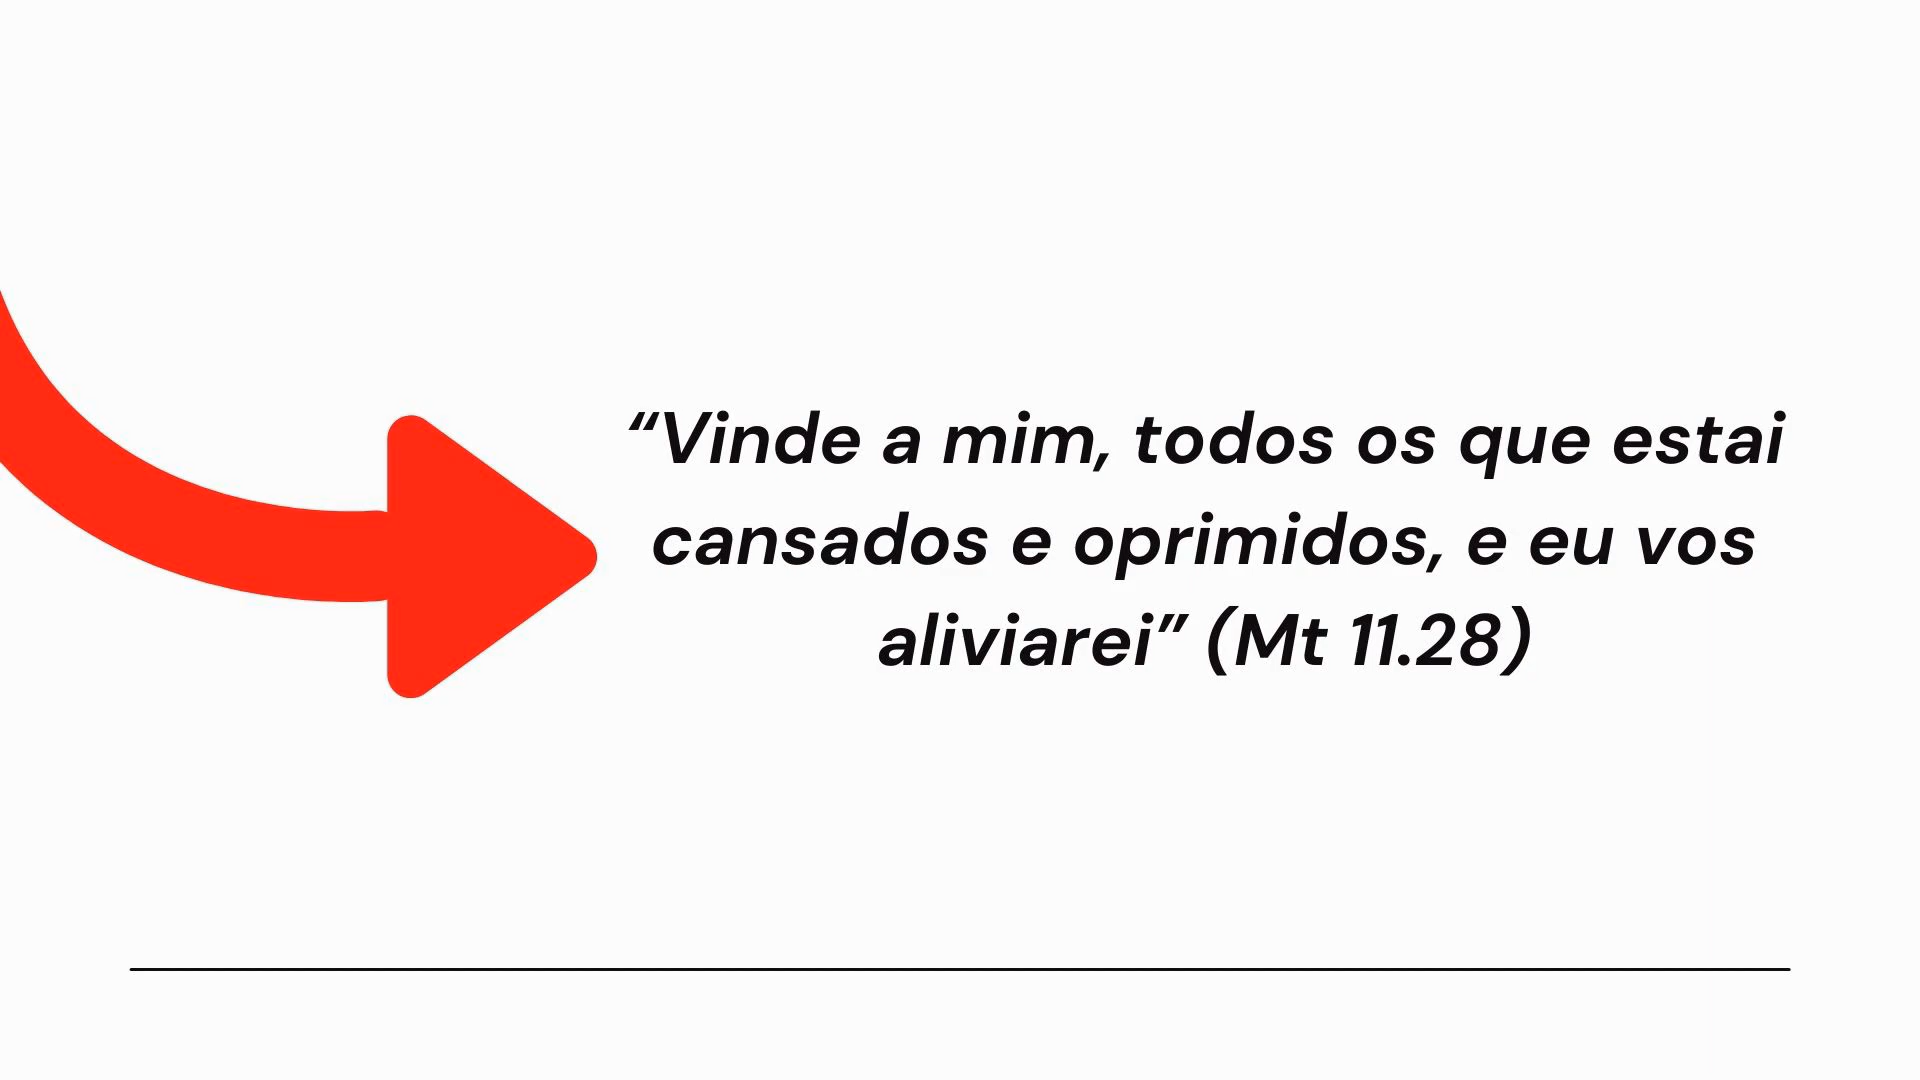 “Vinde a mim, todos os que estai
cansados e oprimidos, e eu vos
aliviarei” (Mt 11.28)